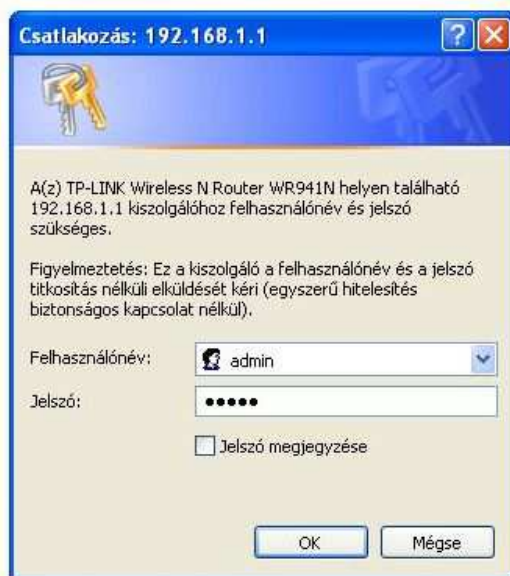 Csatlakozás: 192.168.1.1
A(z) TP-LINK Wireless N Router WR941N helyen található
192.168.1.1 kiszolgálóhoz felhasználónév és jelszó
szükséges.
Figyelmeztetés: Ez a kiszolgáló a felhasználónév és a jelszó
titkosítás nélküli elküldését kéri (egyszerű hitelesítés
biztonságos kapcsolat nélkül).
Felhasználónév: admin
Jelszó: •••••
Jelszó megjegyzése
OK Mégse